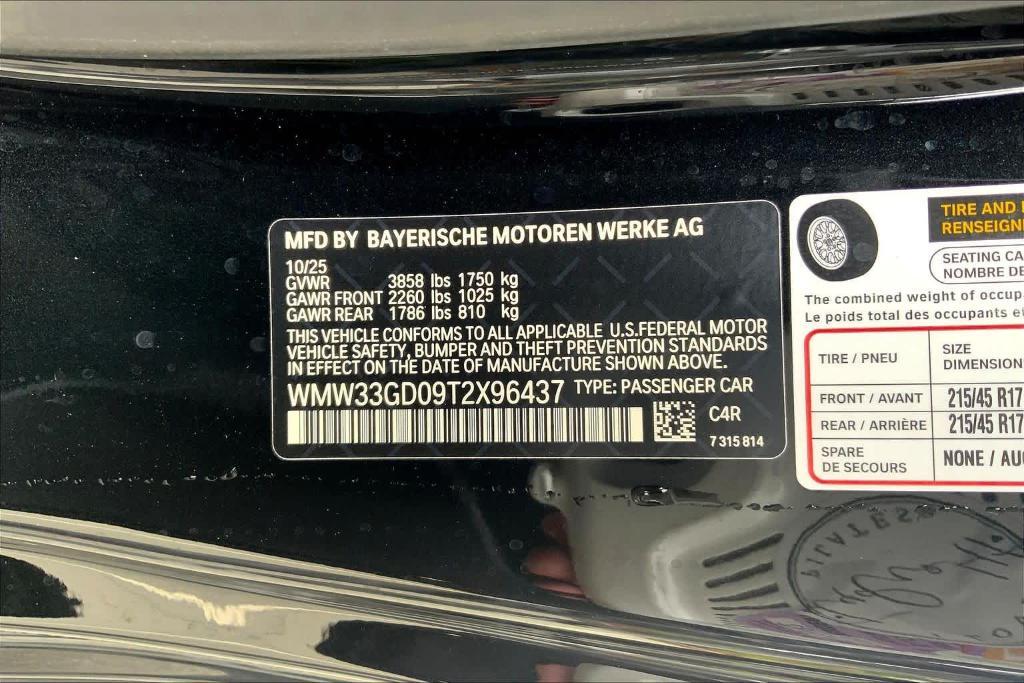 MFD BY BAYERISCHE MOTOREN WERKE AG
10/25
GVWR 3858 lbs 1750 kg
GAWR FRONT 2260 lbs 1025 kg
GAWR REAR 1786 lbs 810 kg
THIS VEHICLE CONFORMS TO ALL APPLICABLE U.S.FEDERAL MOTOR
VEHICLE SAFETY, BUMPER AND THEFT PREVENTION STANDARDS
IN EFFECT ON THE DATE OF MANUFACTURE SHOWN ABOVE.
WMW33GD09T2X96437 TYPE: PASSENGER CAR
C4R
7 315 814
TIRE AND
RENSEIGN
SEATING CA
NOMBRE DE
The combined weight of occup
Le poids total des occupants et
TIRE / PNEU SIZE
DIMENSION
FRONT / AVANT 215/45 R17
REAR / ARRIÈRE 215/45 R17
SPARE
DE SECOURS NONE / AU